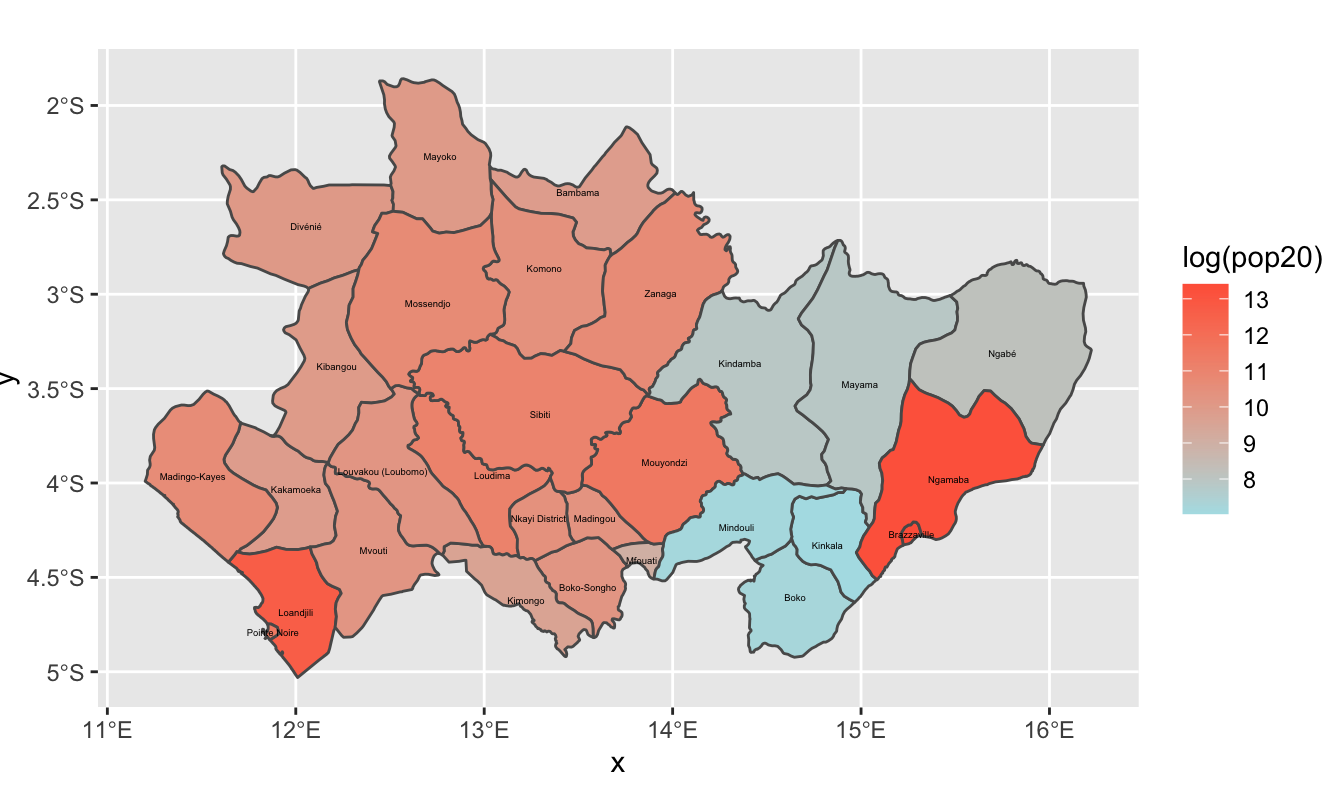 2°S
2.5°S
3°S
3.5°S
4°S
4.5°S
5°S
y
Mayoko
Bambama
Divénié
Komono
Zanaga
Mossendjo
Ngabé
Kindamba
Kibangou
Mayama
Sibiti
Mouyondzi
Louvakou (Loubomo)
Madingo-Kayes
Loudima
Ngamaba
Kakamoeka
Nkayi District
Madingou
Mindouli
Brazzaville
Kinkala
Mvouti
Mfouati
Boko-Songho
Boko
Kimongo
Loandjili
Pointe Noire
11°E 12°E 13°E 14°E 15°E 16°E
x
log(pop20)
13
12
11
10
9
8